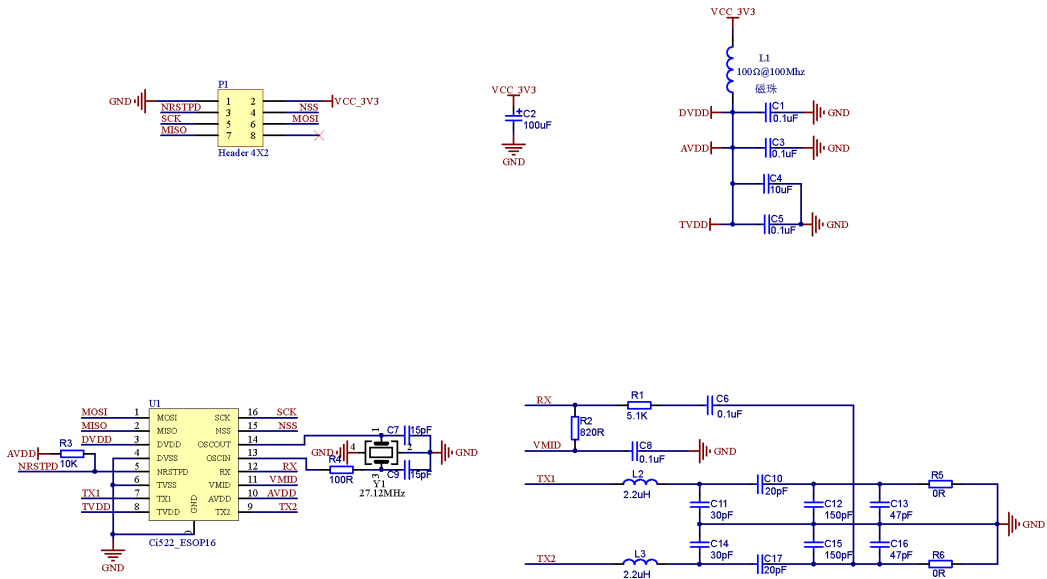 VCC_3V3
L1
100Ω@100Mhz
磁珠
P1
GND 1 2 VCC_3V3
NRSTPD 3 4 NSS
SCK 5 6 MOSI
MISO 7 8
Header 4X2
VCC_3V3
C2
100uF
GND
DVDD C1 GND
0.1uF
AVDD C3 GND
0.1uF
C4
10uF
TVDD C5 GND
0.1uF
U1
MOSI 1 MOSI SCK 16 SCK
MISO 2 MISO NSS 15 NSS
DVDD 3 DVDD OSCOUT 14
4 DVSS OSCIN 13
NRSTPD 5 NRSTPD RX 12 RX
6 TVSS VMID 11 VMID
TX1 7 TX1 AVDD 10 AVDD
TVDD 8 TVDD TX2 9 TX2
GND
0
Ci522_ESOP16
AVDD R3
10K
GND
C7 15pF
1
GND 4 2 GND
3
R4
100R
C9 15pF
Y1
27.12MHz
RX R1 C6
5.1K 0.1uF
R2
820R
VMID C8 GND
0.1uF
TX1 L2 C10 R5
2.2uH 20pF 0R
C11 C12 C13
30pF 150pF 47pF
GND
C14 C15 C16
30pF 150pF 47pF
TX2 L3 C17 R6
2.2uH 20pF 0R